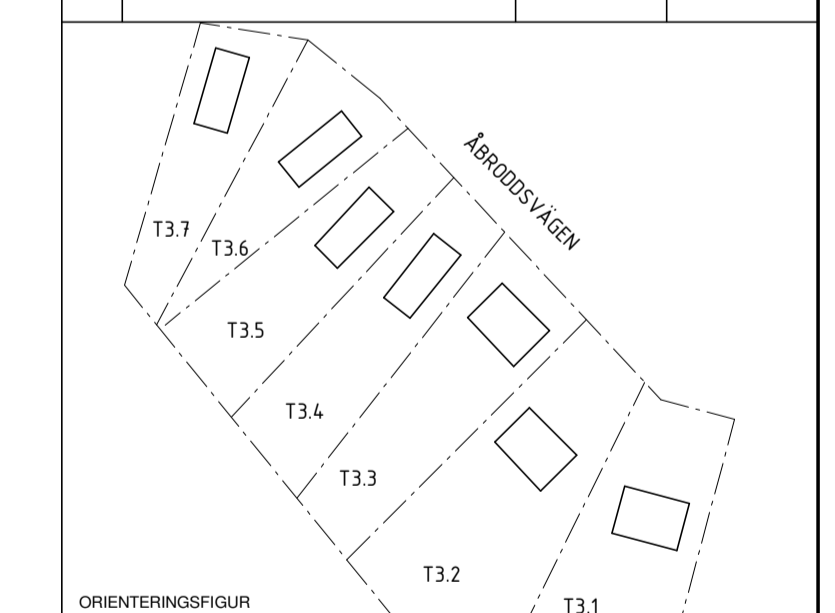 ÅBRODDSVÄGEN
T3.7
T3.6
T3.5
T3.4
T3.3
T3.2
T3.1
ORIENTERINGSFIGUR